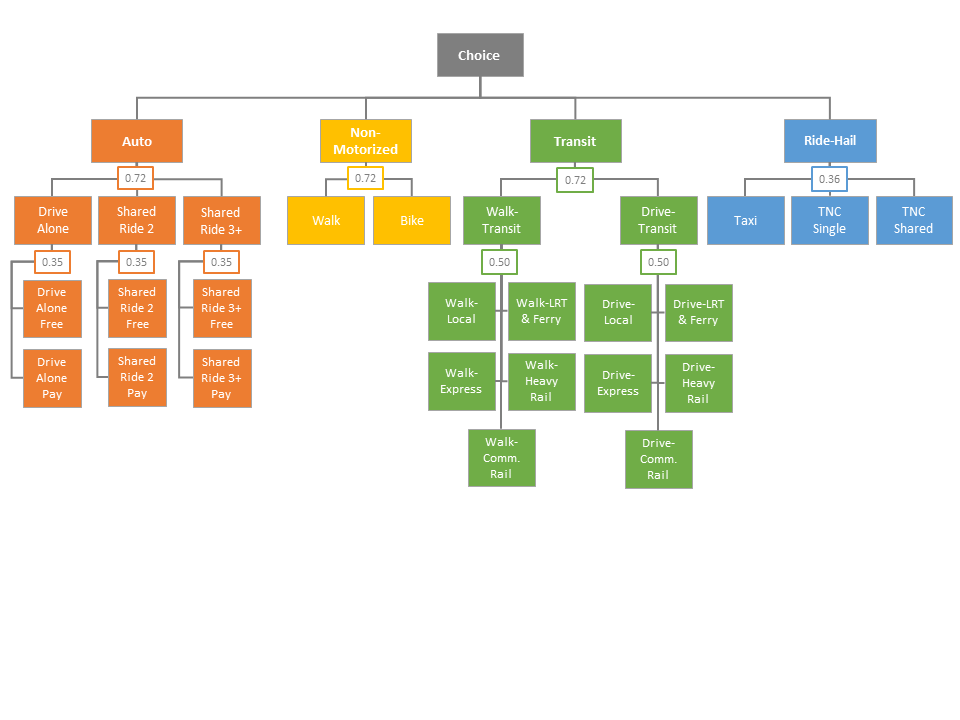 Choice
Auto
Non-
Motorized
Transit
Ride-Hail
0.72
0.72
0.72
0.36
Drive
Alone
Shared
Ride 2
Shared
Ride 3+
Walk
Bike
Walk-
Transit
Drive-
Transit
Taxi
TNC
Single
TNC
Shared
0.35
0.35
0.35
0.50
0.50
Drive
Alone
Free
Shared
Ride 2
Free
Shared
Ride 3+
Free
Walk-
Local
Walk-LRT
& Ferry
Drive-
Local
Drive-LRT
& Ferry
Drive
Alone
Pay
Shared
Ride 2
Pay
Shared
Ride 3+
Pay
Walk-
Express
Walk-
Heavy
Rail
Drive-
Express
Drive-
Heavy
Rail
Walk-
Comm.
Rail
Drive-
Comm.
Rail